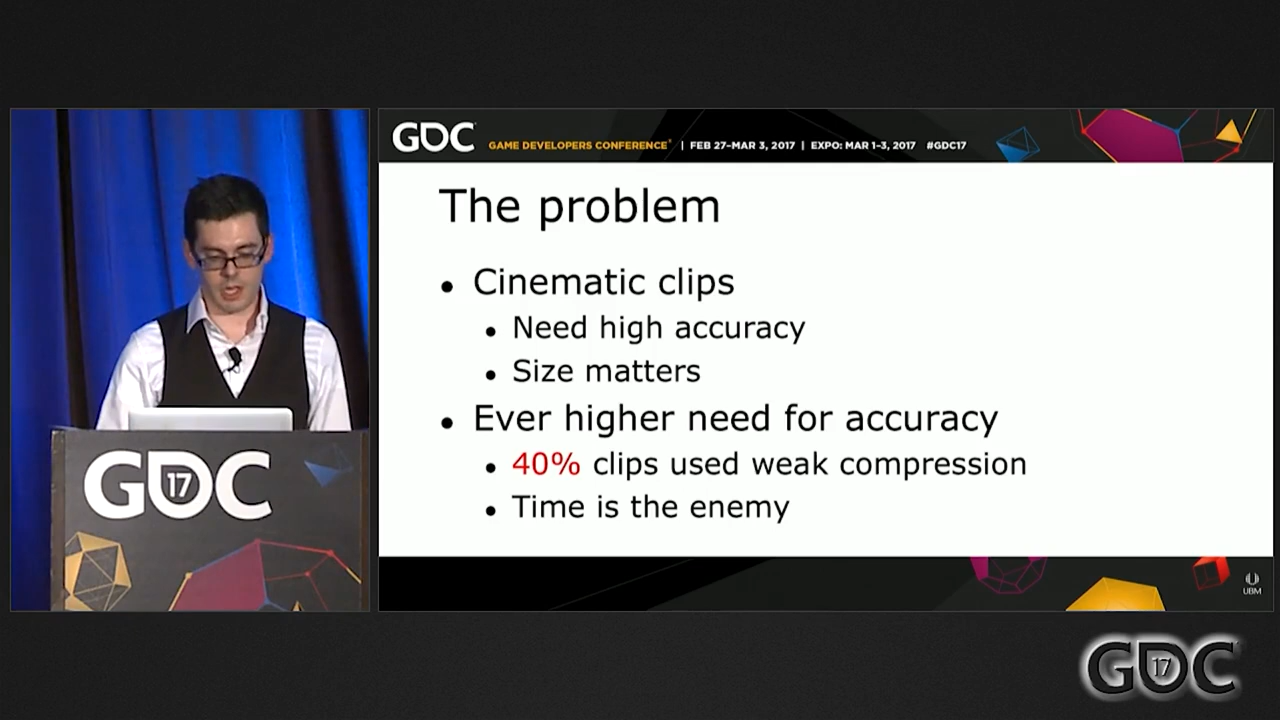 GDC
GAME DEVELOPERS CONFERENCE® | FEB 27–MAR 3, 2017 | EXPO: MAR 1–3, 2017 #GDC17
The problem
• Cinematic clips
• Need high accuracy
• Size matters
• Ever higher need for accuracy
• 40% clips used weak compression
• Time is the enemy
GDC
17
UBM
GDC
17